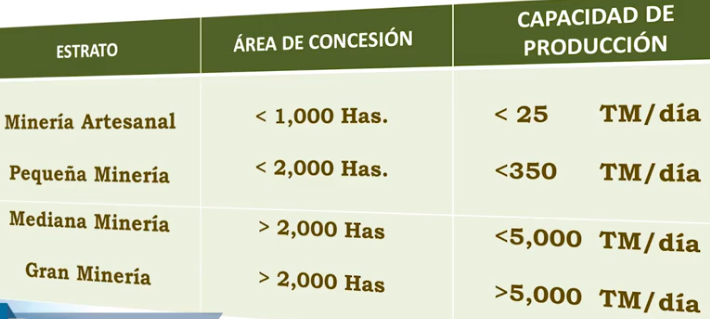 ESTRATO ÁREA DE CONCESIÓN CAPACIDAD DE
PRODUCCIÓN
Minería Artesanal < 1,000 Has. < 25 TM/día
Pequeña Minería < 2,000 Has. <350 TM/día
Mediana Minería > 2,000 Has <5,000 TM/día
Gran Minería > 2,000 Has >5,000 TM/día